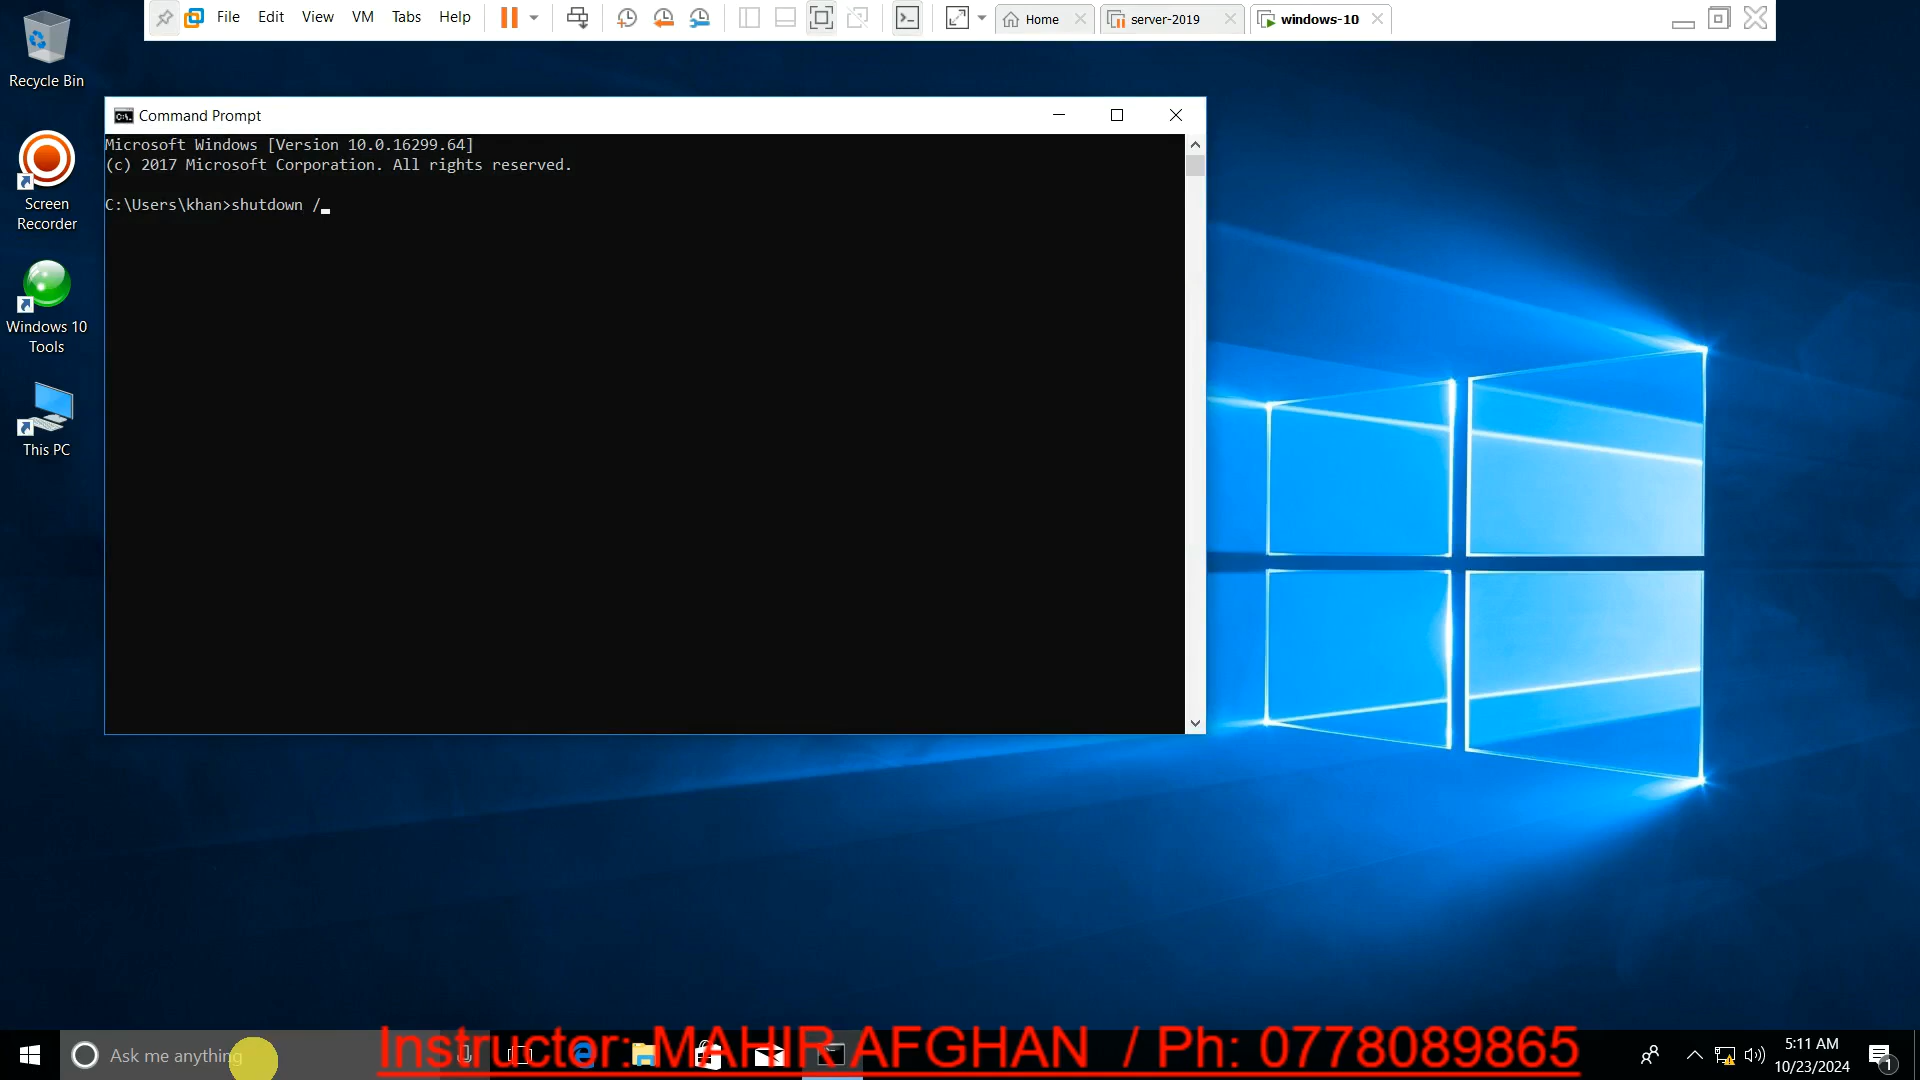 File Edit View VM Tabs Help
Home
server-2019
windows-10
Recycle Bin
Screen
Recorder
Windows 10
Tools
This PC
Command Prompt
Microsoft Windows [Version 10.0.16299.64]
(c) 2017 Microsoft Corporation. All rights reserved.
C:\Users\khan>shutdown /
Ask me anything
Instructor: MAHIR AFGHAN / Ph: 0778089865
5:11 AM
10/23/2024
1